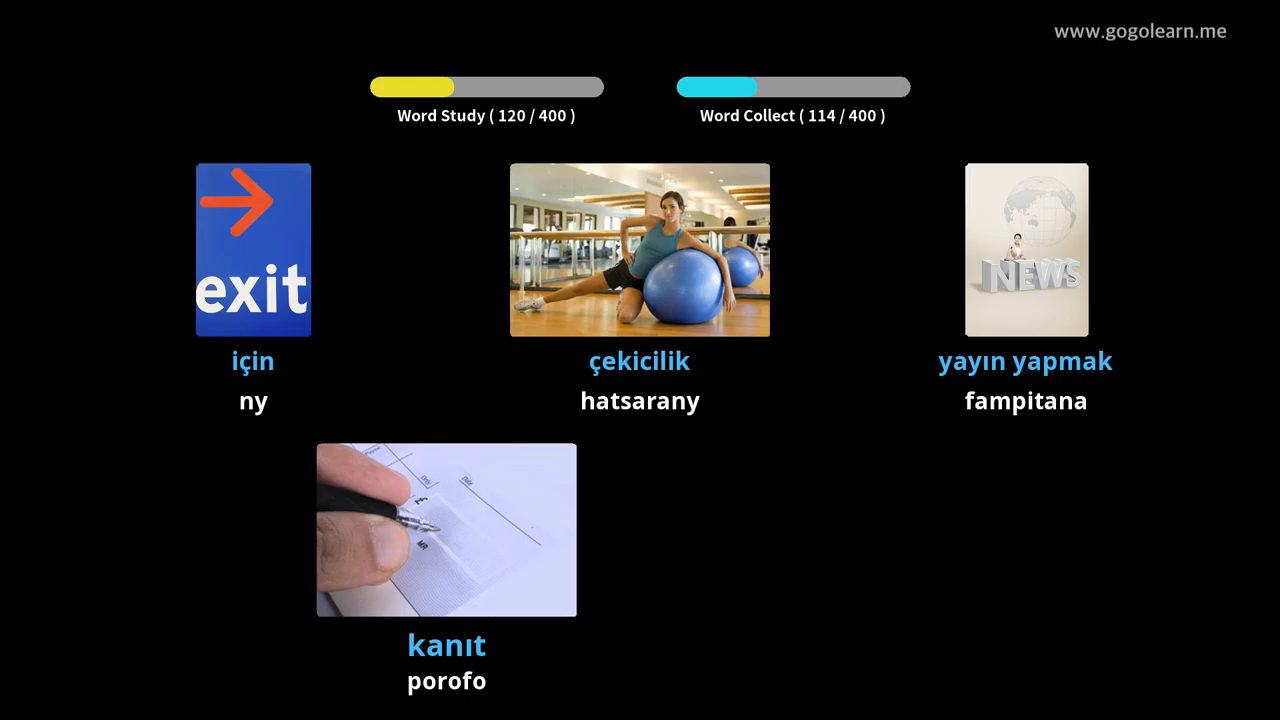 www.gogolearn.me
Word Study ( 120 / 400 )
Word Collect ( 114 / 400 )
exit
NEWS
için
çekicilik
yayın yapmak
ny
hatsarany
fampitana
£
kanıt
porofo